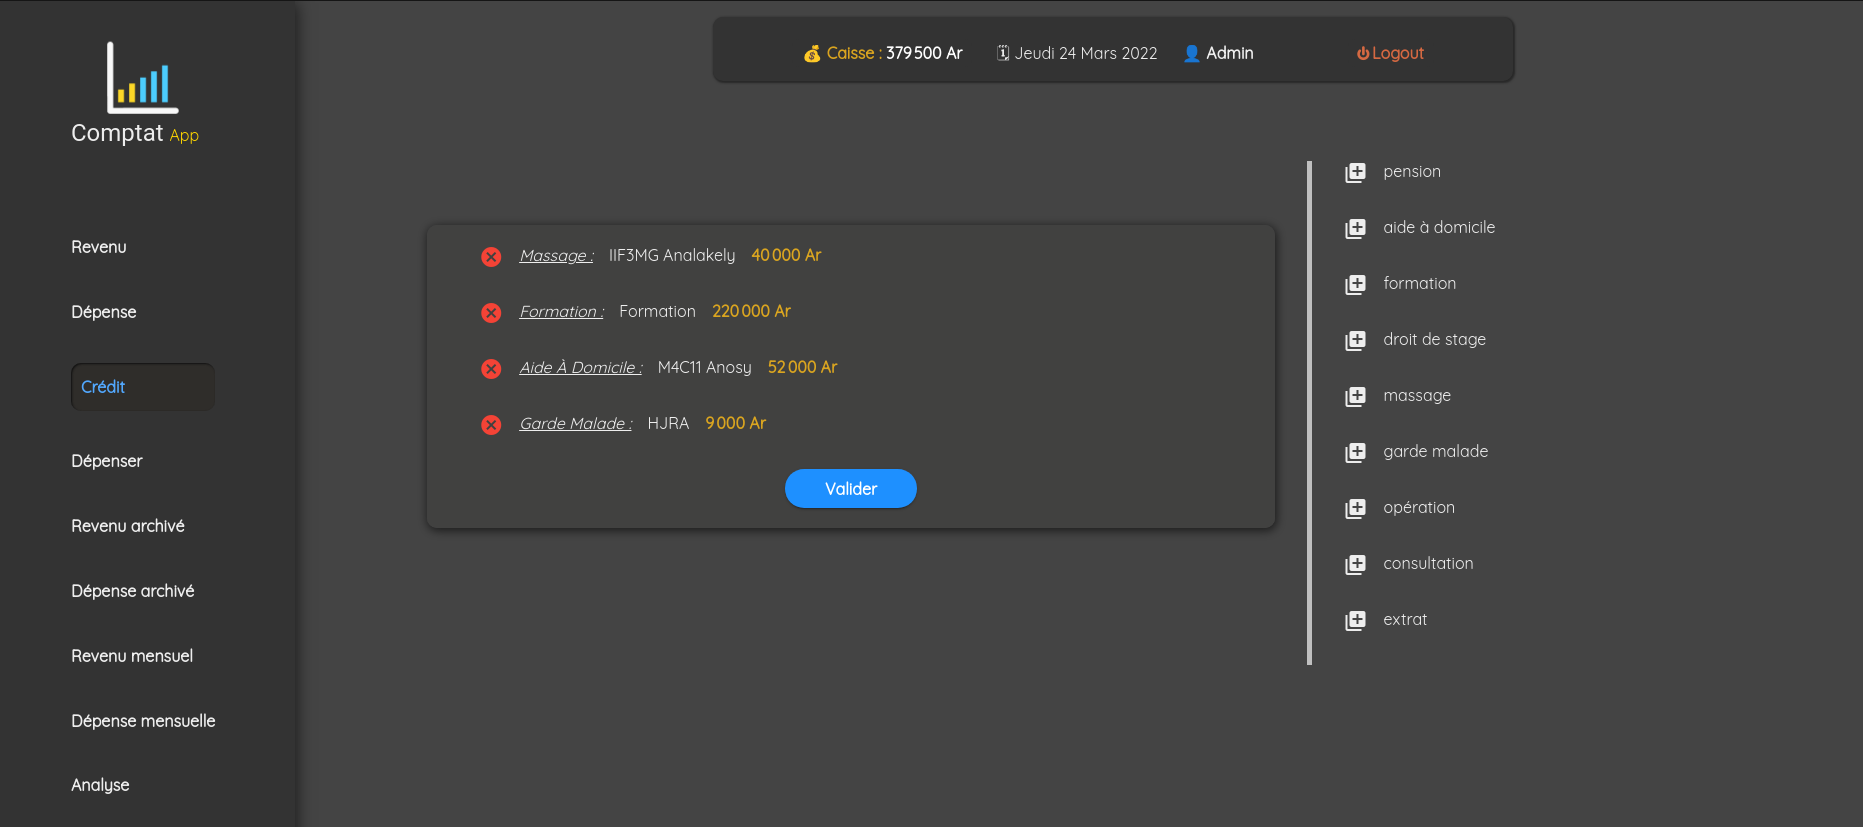 Comptat App
Revenu
Dépense
Crédit
Dépenser
Revenu archivé
Dépense archivé
Revenu mensuel
Dépense mensuelle
Analyse
Caisse : 379 500 Ar
Jeudi 24 Mars 2022
Admin
Logout
Massage : IIF3MG Analakely 40 000 Ar
Formation : Formation 220 000 Ar
Aide À Domicile : M4C11 Anosy 52 000 Ar
Garde Malade : HJRA 9 000 Ar
Valider
pension
aide à domicile
formation
droit de stage
massage
garde malade
opération
consultation
extrat